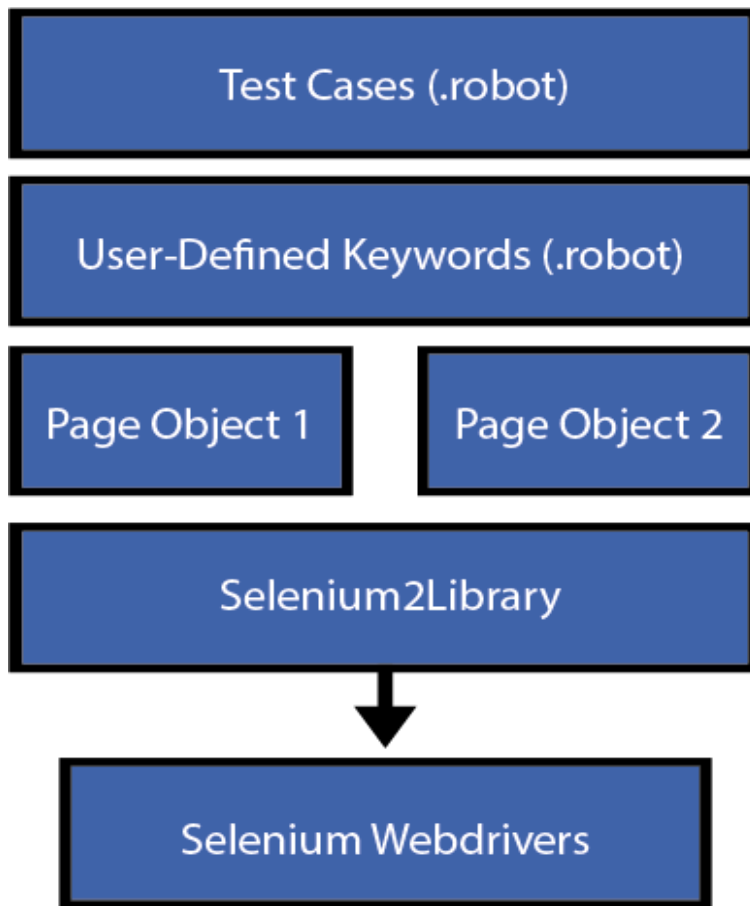 Test Cases (.robot)
User-Defined Keywords (.robot)
Page Object 1
Page Object 2
Selenium2Library
Selenium Webdrivers